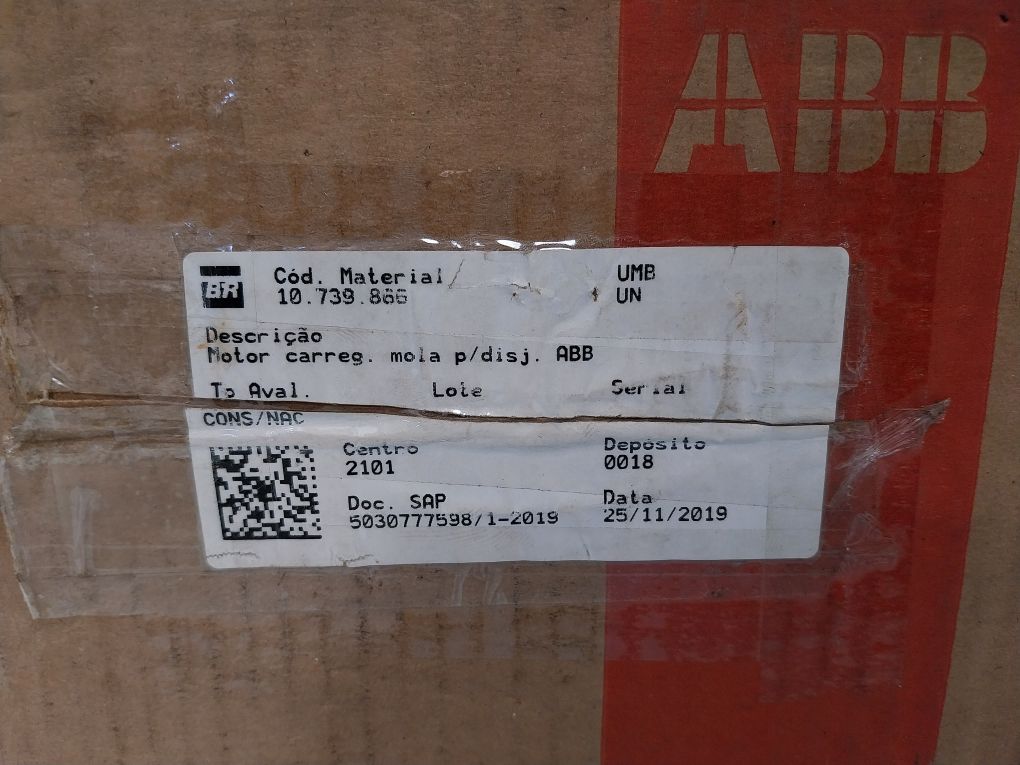 ABB
BR
Cód. Material UMB
10.739.866 UN
Descrição
Motor carreg. mola p/disj. ABB
Tp Aval. Lote Serial
CONS/NAC
Centro Depósito
2101 0018
Doc. SAP Data
5030777598/1-2019 25/11/2019